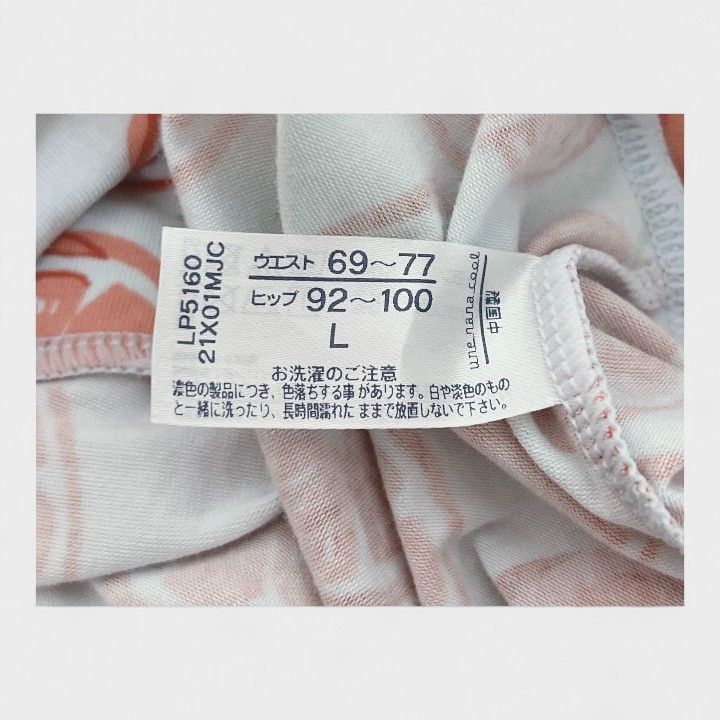 LP5160
21X01MJC
ウエスト 69~77
ヒップ 92~100
L
お洗濯のご注意
濃色の製品につき、色落ちする事があります。白や淡色のもの
と一緒に洗ったり、長時間濡れたままで放置しないで下さい。
une nana cool
中国